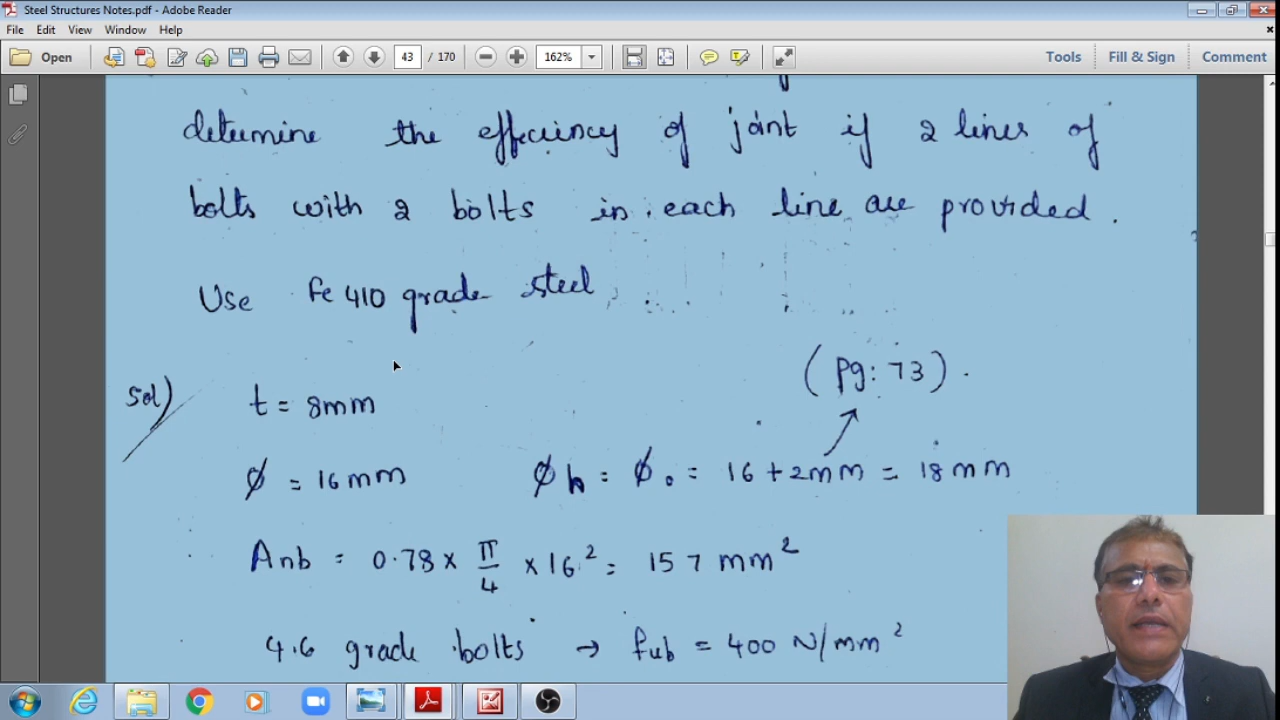 Steel Structures Notes.pdf - Adobe Reader
File Edit View Window Help
Open 43 / 170 162% Tools Fill & Sign Comment
determine the efficiency of joint if 2 lines of
bolts with 2 bolts in each line are provided.
Use Fe 410 grade steel
(Pg: 73).
Sol) t = 8mm
ϕ = 16mm ϕh = ϕo = 16 + 2mm = 18 mm
Anb = 0.78 × π/4 × 16² = 157 mm²
4.6 grade bolts → fub = 400 N/mm²